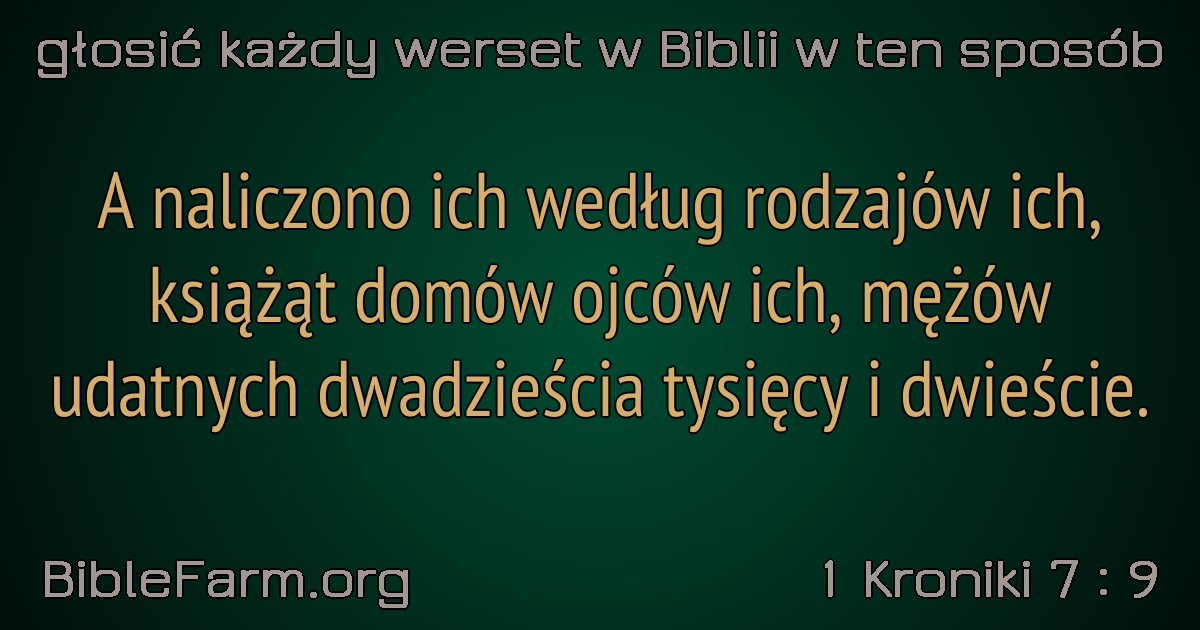 głosić każdy werset w Biblii w ten sposób
A naliczono ich według rodzajów ich,
książąt domów ojców ich, mężów
udatnych dwadzieścia tysięcy i dwieście.
BibleFarm.org
1 Kroniki 7 : 9